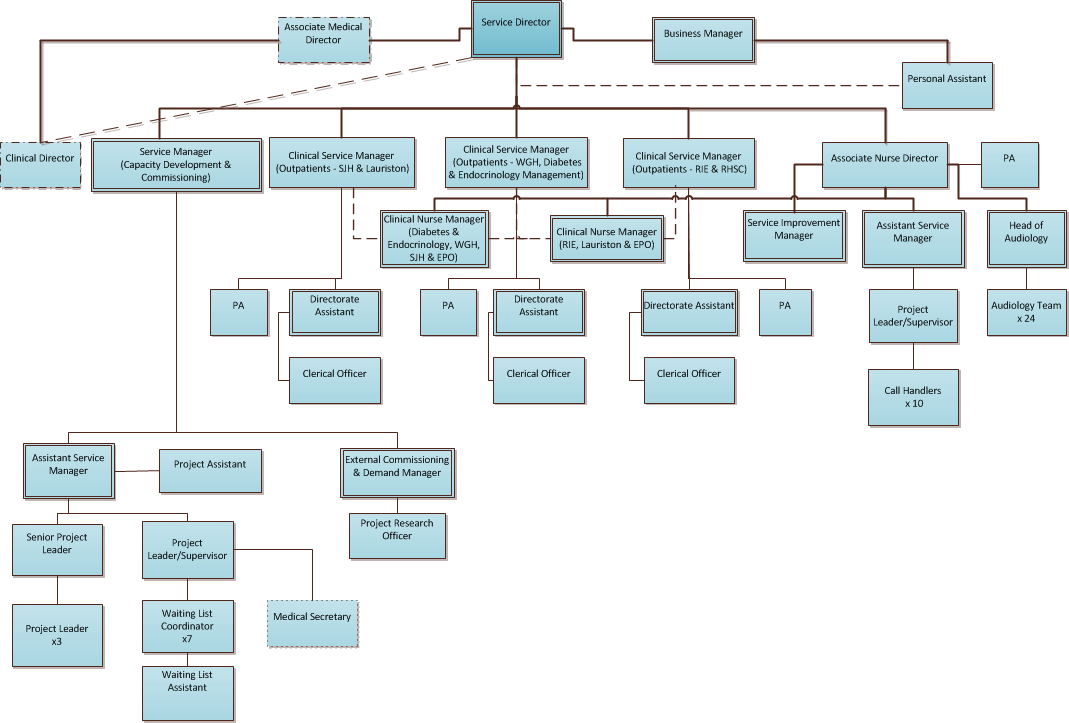 Service Director
Associate Medical
Director
Business Manager
Personal Assistant
Clinical Director
Service Manager
(Capacity Development &
Commissioning)
Clinical Service Manager
(Outpatients - SJH & Lauriston)
Clinical Service Manager
(Outpatients - WGH, Diabetes
& Endocrinology Management)
Clinical Service Manager
(Outpatients - RIE & RHSC)
Associate Nurse Director
PA
Clinical Nurse Manager
(Diabetes &
Endocrinology, WGH,
SJH & EPO)
Clinical Nurse Manager
(RIE, Lauriston & EPO)
Service Improvement
Manager
Assistant Service
Manager
Head of
Audiology
PA
Directorate
Assistant
PA
Directorate
Assistant
Directorate Assistant
PA
Project
Leader/Supervisor
Audiology Team
x 24
Clerical Officer
Clerical Officer
Clerical Officer
Call Handlers
x 10
Assistant Service
Manager
Project Assistant
External Commissioning
& Demand Manager
Senior Project
Leader
Project
Leader/Supervisor
Project Research
Officer
Project Leader
x3
Waiting List
Coordinator
x7
Medical Secretary
Waiting List
Assistant